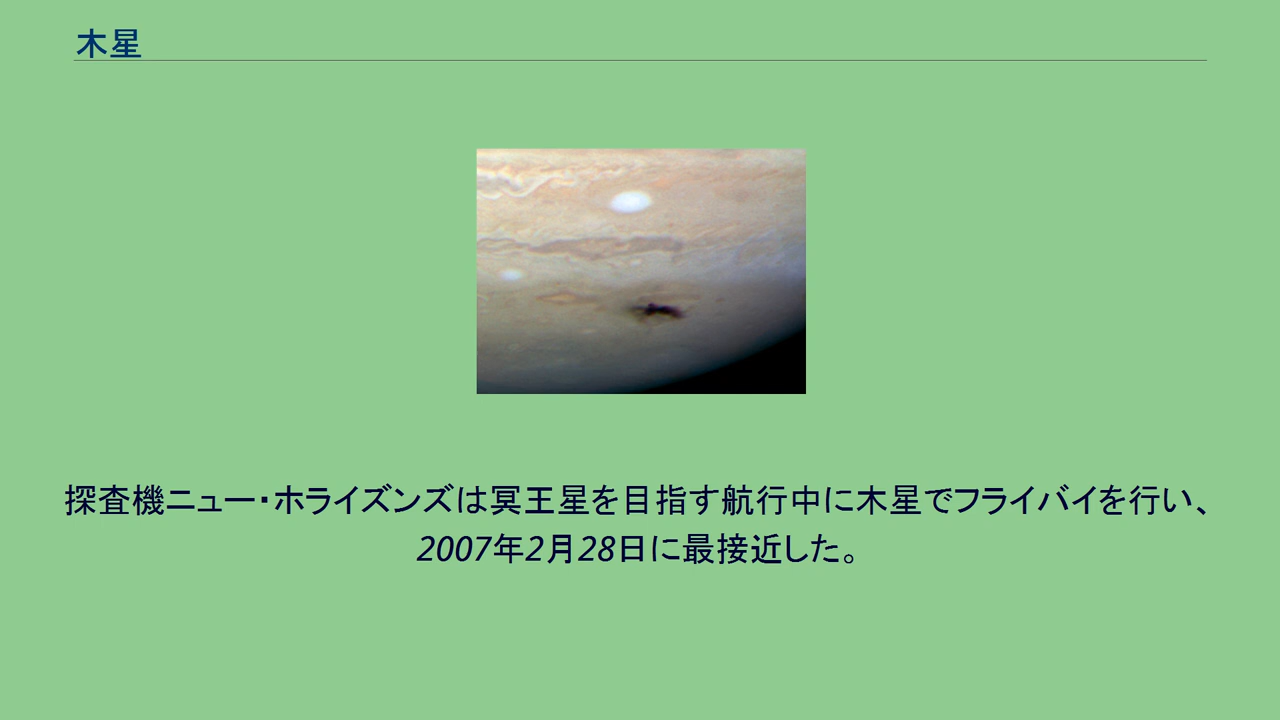 木星
探査機ニュー・ホライズンズは冥王星を目指す航行中に木星でフライバイを行い、
2007年2月28日に最接近した。